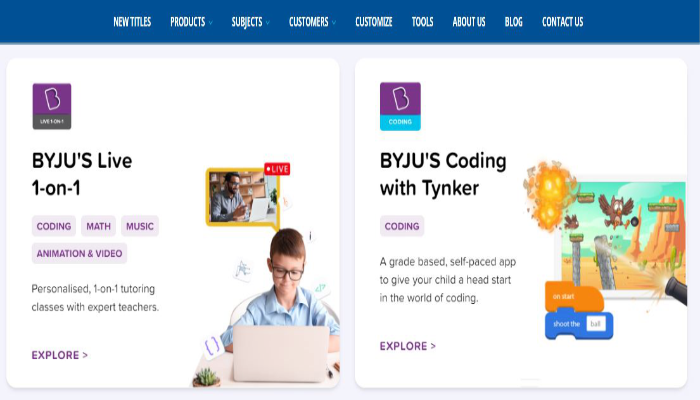 NEW TITLES PRODUCTS SUBJECTS CUSTOMERS CUSTOMIZE TOOLS ABOUT US BLOG CONTACT US
B
LIVE 1-ON-1
BYJU'S Live
1-on-1
CODING MATH MUSIC
ANIMATION & VIDEO
Personalised, 1-on-1 tutoring
classes with expert teachers.
EXPLORE >
LIVE
B
CODING
BYJU'S Coding
with Tynker
CODING
A grade based, self-paced app
to give your child a head start
in the world of coding.
EXPLORE >
on start
shoot the ball